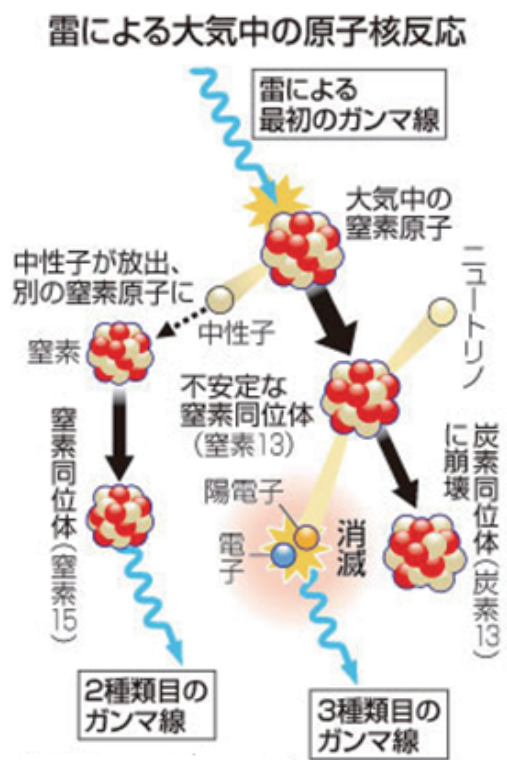 雷による大気中の原子核反応
雷による
最初のガンマ線
大気中の
窒素原子
中性子が放出、
別の窒素原子に
中性子
ニュートリノ
窒素
不安定な
窒素同位体
（窒素13）
窒素同位体（窒素15）
陽電子
電子
消滅
炭素同位体（炭素13）
に崩壊
2種類目の
ガンマ線
3種類目の
ガンマ線